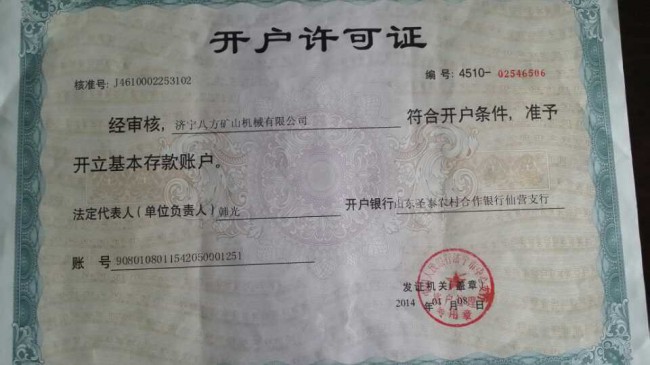 开户许可证
核准号: J4610002253102
编号: 4510-02546506
经审核, 济宁八方矿山机械有限公司 符合开户条件, 准予
开立基本存款账户。
法定代表人(单位负责人) 韩光 开户银行 山东圣泰农村合作银行仙营支行
账 号 9080108011542050001251
发证机关(盖章)
2014 年 01 月 08 日